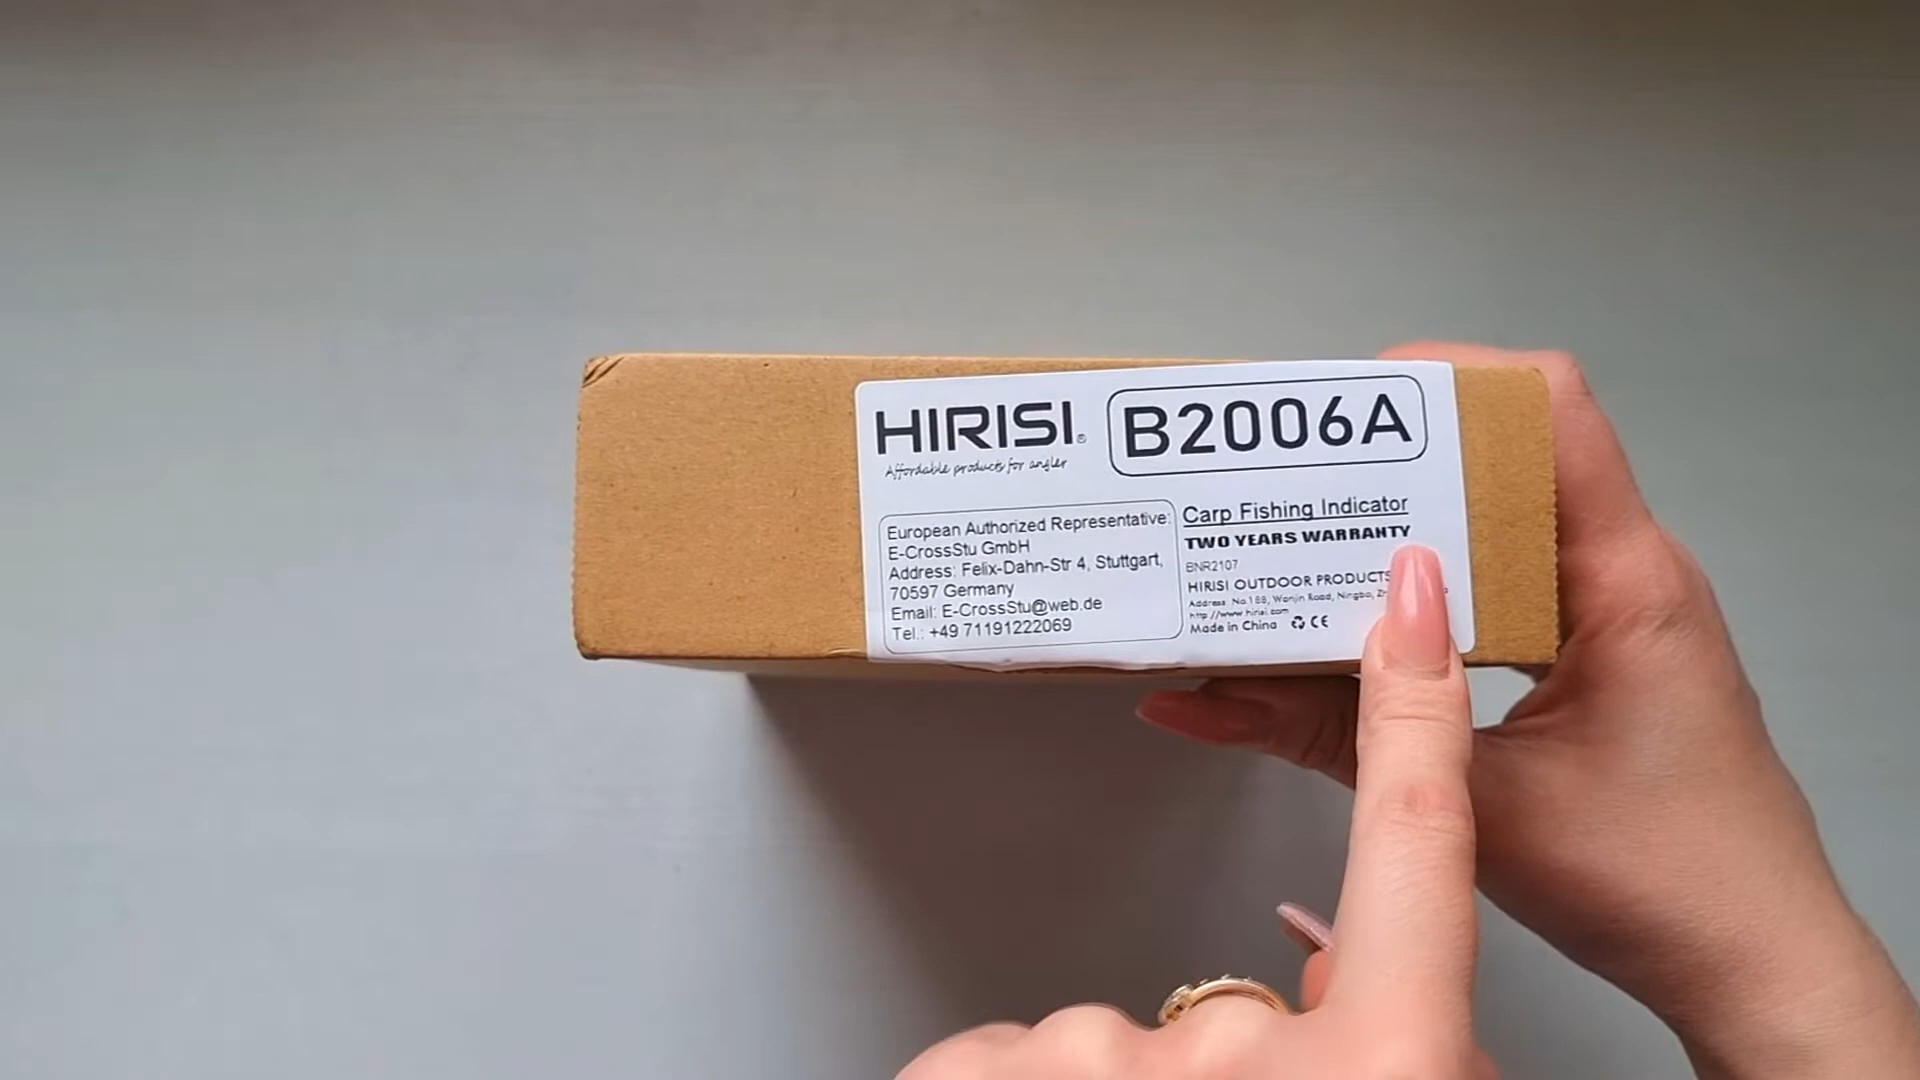 HIRISI®
Affordable products for angler
B2006A
European Authorized Representative:
E-CrossStu GmbH
Address: Felix-Dahn-Str 4, Stuttgart,
70597 Germany
Email: E-CrossStu@web.de
Tel.: +49 71191222069
Carp Fishing Indicator
TWO YEARS WARRANTY
BNR2107
HIRISI OUTDOOR PRODUCTS
Address: No.188, Wanjin Road, Ningbo,
http://www.hirisi.com
Made in China CE